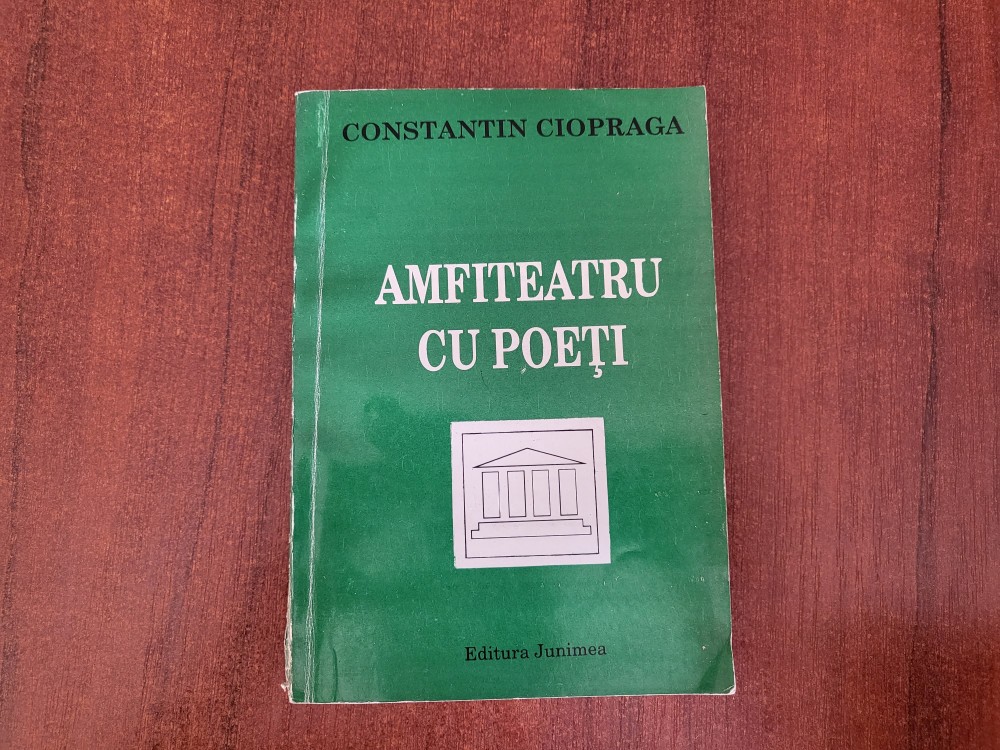 CONSTANTIN CIOPRAGA
AMFITEATRU
CU POEŢI
Editura Junimea